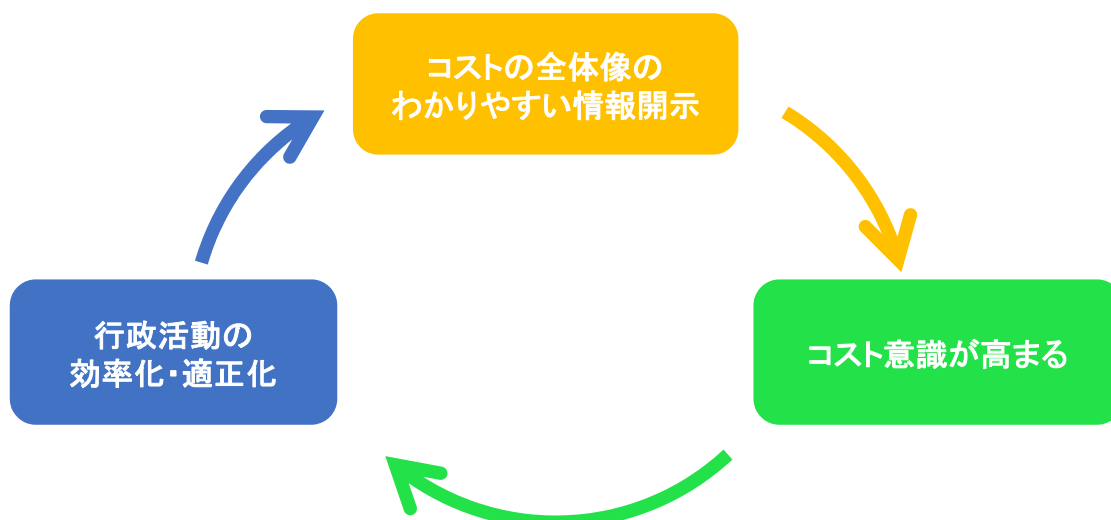 コストの全体像の
わかりやすい情報開示
行政活動の
効率化・適正化
コスト意識が高まる